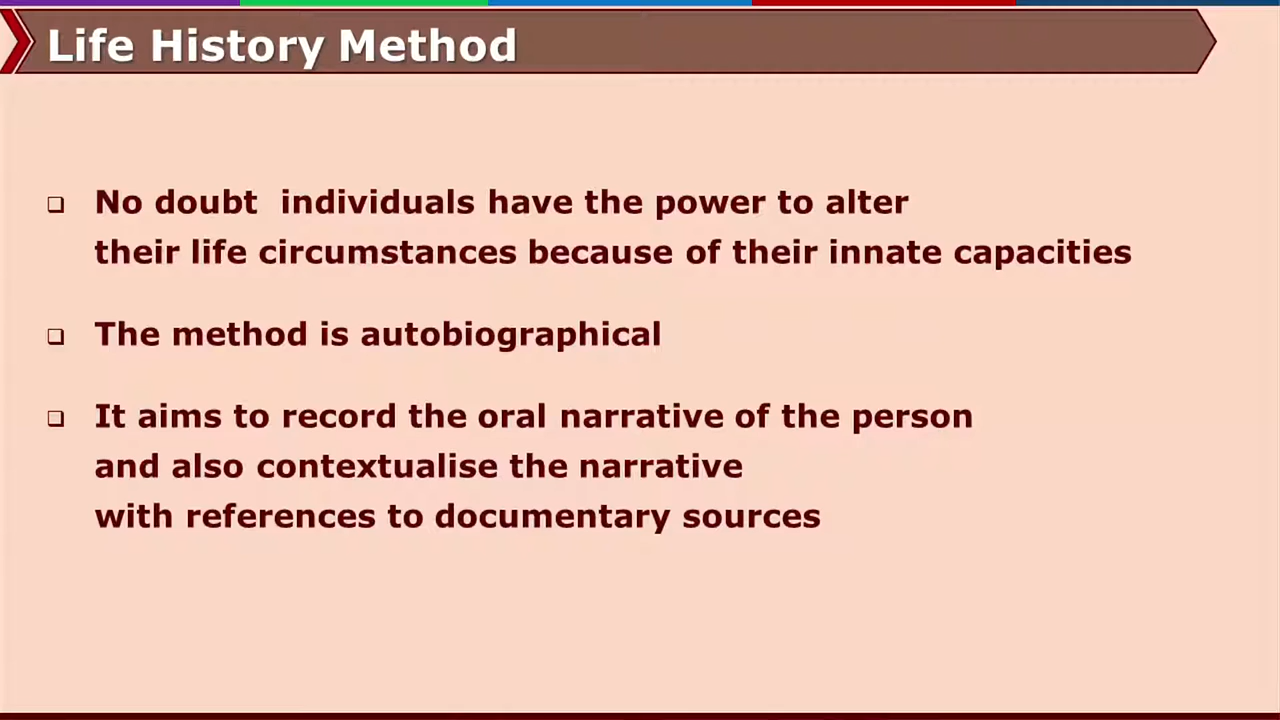 Life History Method
No doubt  individuals have the power to alter
their life circumstances because of their innate capacities
The method is autobiographical
It aims to record the oral narrative of the person
and also contextualise the narrative
with references to documentary sources